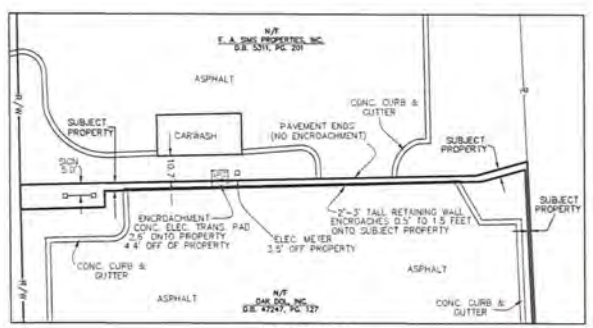 N/F
F. A. SIMS PROPERTIES, INC.
D.B. 5311, PG. 201
ASPHALT
CONC. CURB &
GUTTER
R/W
SUBJECT
PROPERTY
CARWASH
PAVEMENT ENDS
(NO ENCROACHMENT)
SUBJECT
PROPERTY
SIGN
5.0'
10.7'
SUBJECT
PROPERTY
ENCROACHMENT
CONC. ELEC. TRANS. PAD
2.6' ONTO PROPERTY
4.4' OFF OF PROPERTY
2"-3' TALL RETAINING WALL
ENCROACHES 0.5' TO 1.5 FEET
ONTO SUBJECT PROPERTY
ELEC. METER
3.5' OFF PROPERTY
R/W
CONC. CURB &
GUTTER
ASPHALT
ASPHALT
N/F
OAK DOL, INC.
D.B. 47247, PG. 127
CONC. CURB &
GUTTER